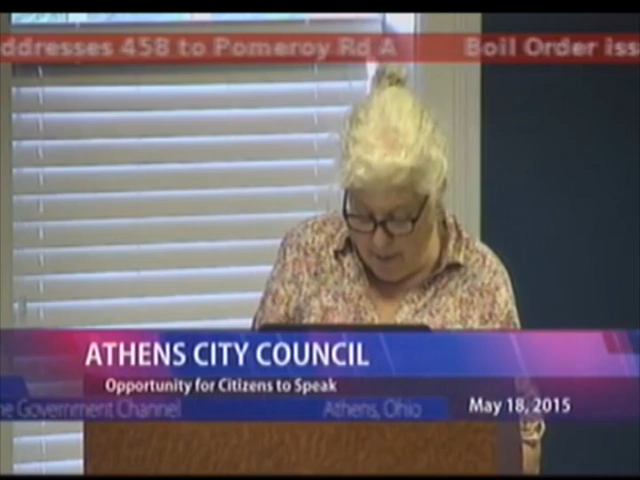 ddresses 458 to Pomeroy Rd A Boil Order iss
ATHENS CITY COUNCIL
Opportunity for Citizens to Speak
ne Government Channel Athens, Ohio May 18, 2015